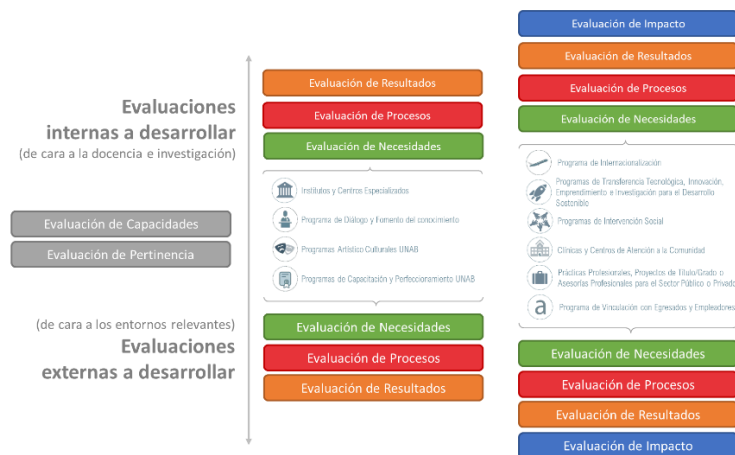 Evaluaciones
internas a desarrollar
(de cara a la docencia e investigación)
Evaluación de Capacidades
Evaluación de Pertinencia
(de cara a los entornos relevantes)
Evaluaciones
externas a desarrollar
Evaluación de Resultados
Evaluación de Procesos
Evaluación de Necesidades
Institutos y Centros Especializados
Programa de Diálogo y Fomento del conocimiento
Programas Artístico Culturales UNAB
Programas de Capacitación y Perfeccionamiento UNAB
Evaluación de Necesidades
Evaluación de Procesos
Evaluación de Resultados
Evaluación de Impacto
Evaluación de Resultados
Evaluación de Procesos
Evaluación de Necesidades
Programa de Internacionalización
Programas de Transferencia Tecnológica, Innovación,
Emprendimiento e Investigación para el Desarrollo
Sostenible
Programas de Intervención Social
Clínicas y Centros de Atención a la Comunidad
Prácticas Profesionales, Proyectos de Título/Grado o
Asesorías Profesionales para el Sector Público o Privado
a Programa de Vinculación con Egresados y Empleadores
Evaluación de Necesidades
Evaluación de Procesos
Evaluación de Resultados
Evaluación de Impacto